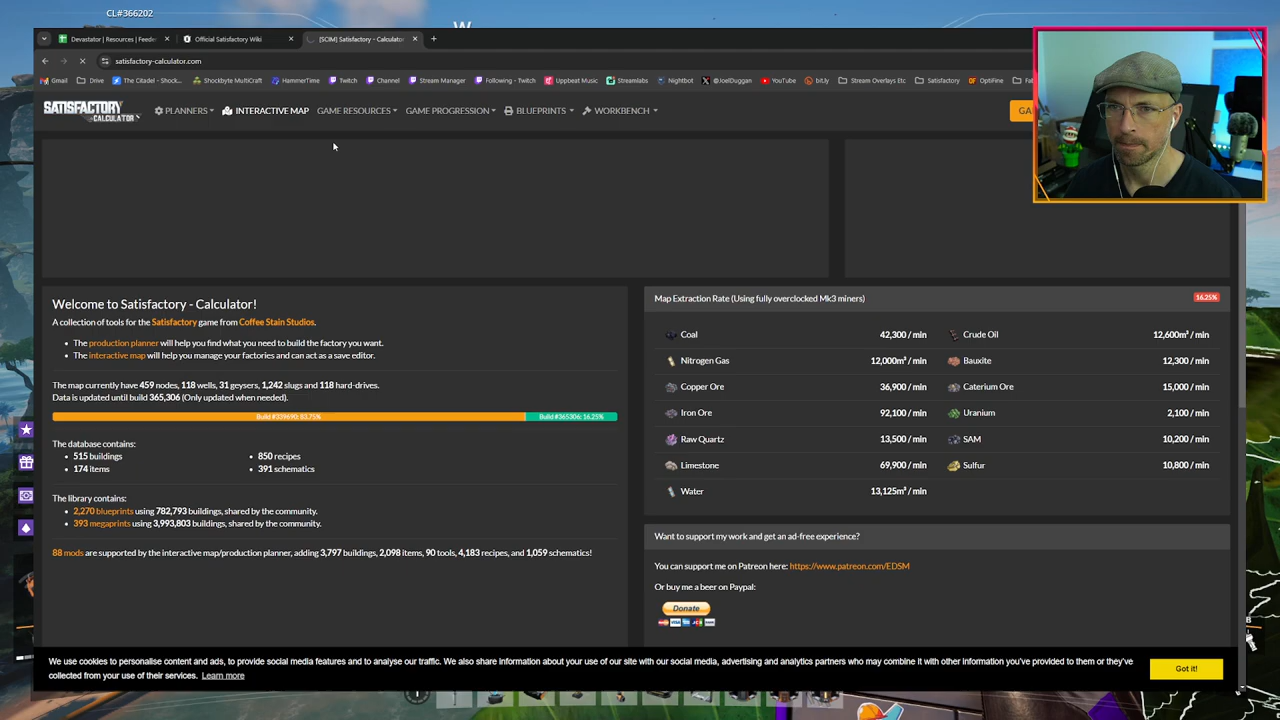 CL#366202
Devastator | Resources | Feede
Official Satisfactory Wiki
[SCIM] Satisfactory - Calculator
satisfactory-calculator.com
Gmail
Drive
The Citadel - Shock...
Shockbyte MultiCraft
HammerTime
Twitch
Channel
Stream Manager
Following - Twitch
Uppbeat Music
Streamlabs
Nightbot
@JoelDuggan
YouTube
bit.ly
Stream Overlays Etc
Satisfactory
OptiFine
SATISFACTORY
CALCULATOR
PLANNERS
INTERACTIVE MAP
GAME RESOURCES
GAME PROGRESSION
BLUEPRINTS
WORKBENCH
Welcome to Satisfactory - Calculator!
A collection of tools for the Satisfactory game from Coffee Stain Studios.
The production planner will help you find what you need to build the factory you want.
The interactive map will help you manage your factories and can act as a save editor.
The map currently have 459 nodes, 118 wells, 31 geysers, 1,242 slugs and 118 hard-drives.
Data is updated until build 365,306 (Only updated when needed).
Build #339690: 83.75%
Build #365306: 16.25%
The database contains:
515 buildings
850 recipes
174 items
391 schematics
The library contains:
2,270 blueprints using 782,793 buildings, shared by the community.
393 megaprints using 3,993,803 buildings, shared by the community.
88 mods are supported by the interactive map/production planner, adding 3,797 buildings, 2,098 items, 90 tools, 4,183 recipes, and 1,059 schematics!
Map Extraction Rate (Using fully overclocked Mk3 miners)
16.25%
Coal 42,300 / min
Crude Oil 12,600m³ / min
Nitrogen Gas 12,000m³ / min
Bauxite 12,300 / min
Copper Ore 36,900 / min
Caterium Ore 15,000 / min
Iron Ore 92,100 / min
Uranium 2,100 / min
Raw Quartz 13,500 / min
SAM 10,200 / min
Limestone 69,900 / min
Sulfur 10,800 / min
Water 13,125m³ / min
Want to support my work and get an ad-free experience?
You can support me on Patreon here: https://www.patreon.com/EDSM
Or buy me a beer on Paypal:
Donate
We use cookies to personalise content and ads, to provide social media features and to analyse our traffic. We also share information about your use of our site with our social media, advertising and analytics partners who may combine it with other information you've provided to them or they've
collected from your use of their services. Learn more
Got it!